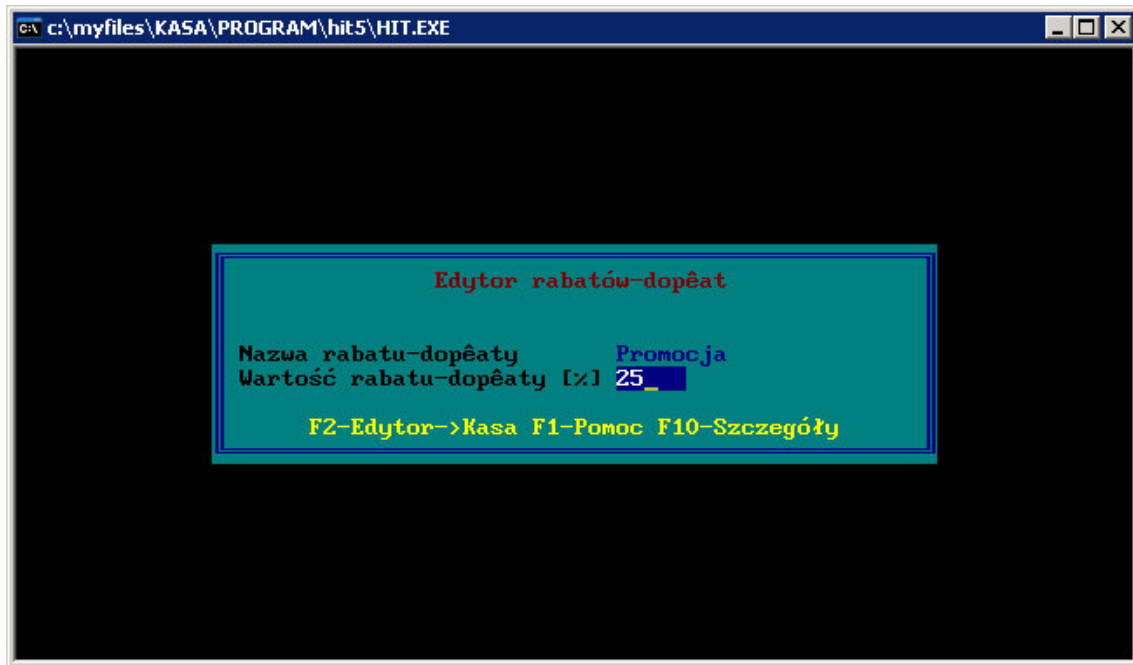 c:\myfiles\KASA\PROGRAM\hit5\HIT.EXE
Edytor rabatów-dopêat
Nazwa rabatu-dopêaty Promocja
Wartość rabatu-dopêaty [%] 25_
F2-Edytor->Kasa F1-Pomoc F10-Szczegóły